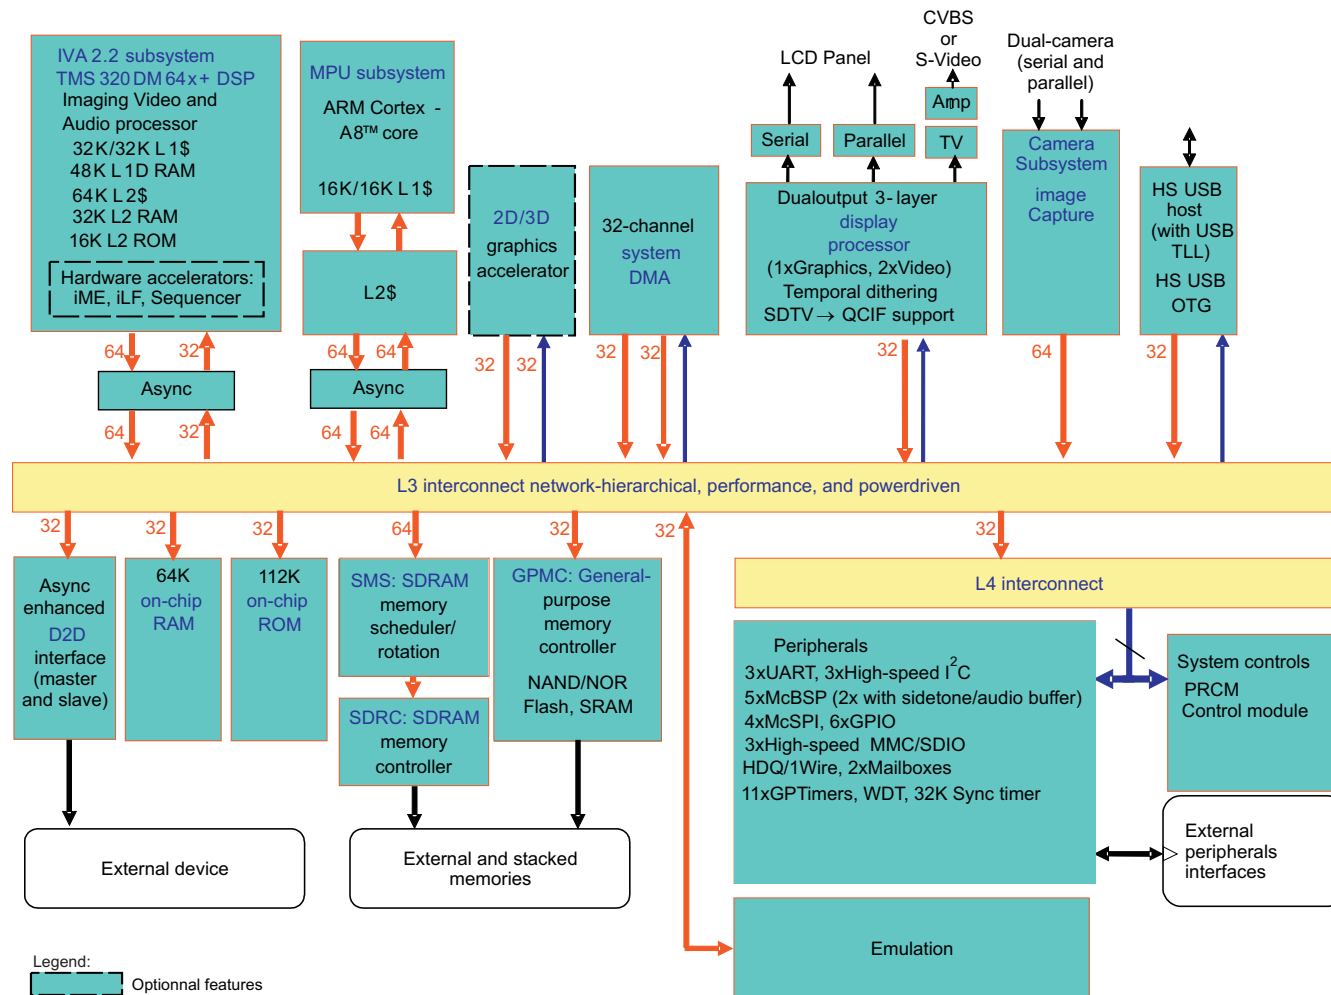 IVA 2.2 subsystem
TMS 320 DM 64x+ DSP
Imaging Video and
Audio processor
32K/32K L1$
48K L1D RAM
64K L2$
32K L2 RAM
16K L2 ROM
Hardware accelerators:
iME, iLF, Sequencer
MPU subsystem
ARM Cortex -
A8™ core
16K/16K L1$
L2$
2D/3D
graphics
accelerator
32-channel
system
DMA
LCD Panel
CVBS
or
S-Video
Amp
Serial
Parallel
TV
Dualoutput 3-layer
display
processor
(1xGraphics, 2xVideo)
Temporal dithering
SDTV → QCIF support
Dual-camera
(serial and
parallel)
Camera
Subsystem
image
Capture
HS USB
host
(with USB
TLL)
HS USB
OTG
64
32
64
64
32
32
32
32
32
64
32
Async
Async
64
32
64
64
L3 interconnect network-hierarchical, performance, and powerdriven
32
32
32
64
32
32
32
Async
enhanced
D2D
interface
(master
and slave)
64K
on-chip
RAM
112K
on-chip
ROM
SMS: SDRAM
memory
scheduler/
rotation
SDRC: SDRAM
memory
controller
GPMC: General-
purpose
memory
controller
NAND/NOR
Flash, SRAM
L4 interconnect
Peripherals
3xUART, 3xHigh-speed I2C
5xMcBSP (2x with sidetone/audio buffer)
4xMcSPI, 6xGPIO
3xHigh-speed MMC/SDIO
HDQ/1Wire, 2xMailboxes
11xGPTimers, WDT, 32K Sync timer
System controls
PRCM
Control module
External
peripherals
interfaces
External device
External and stacked
memories
Emulation
Legend:
Optionnal features